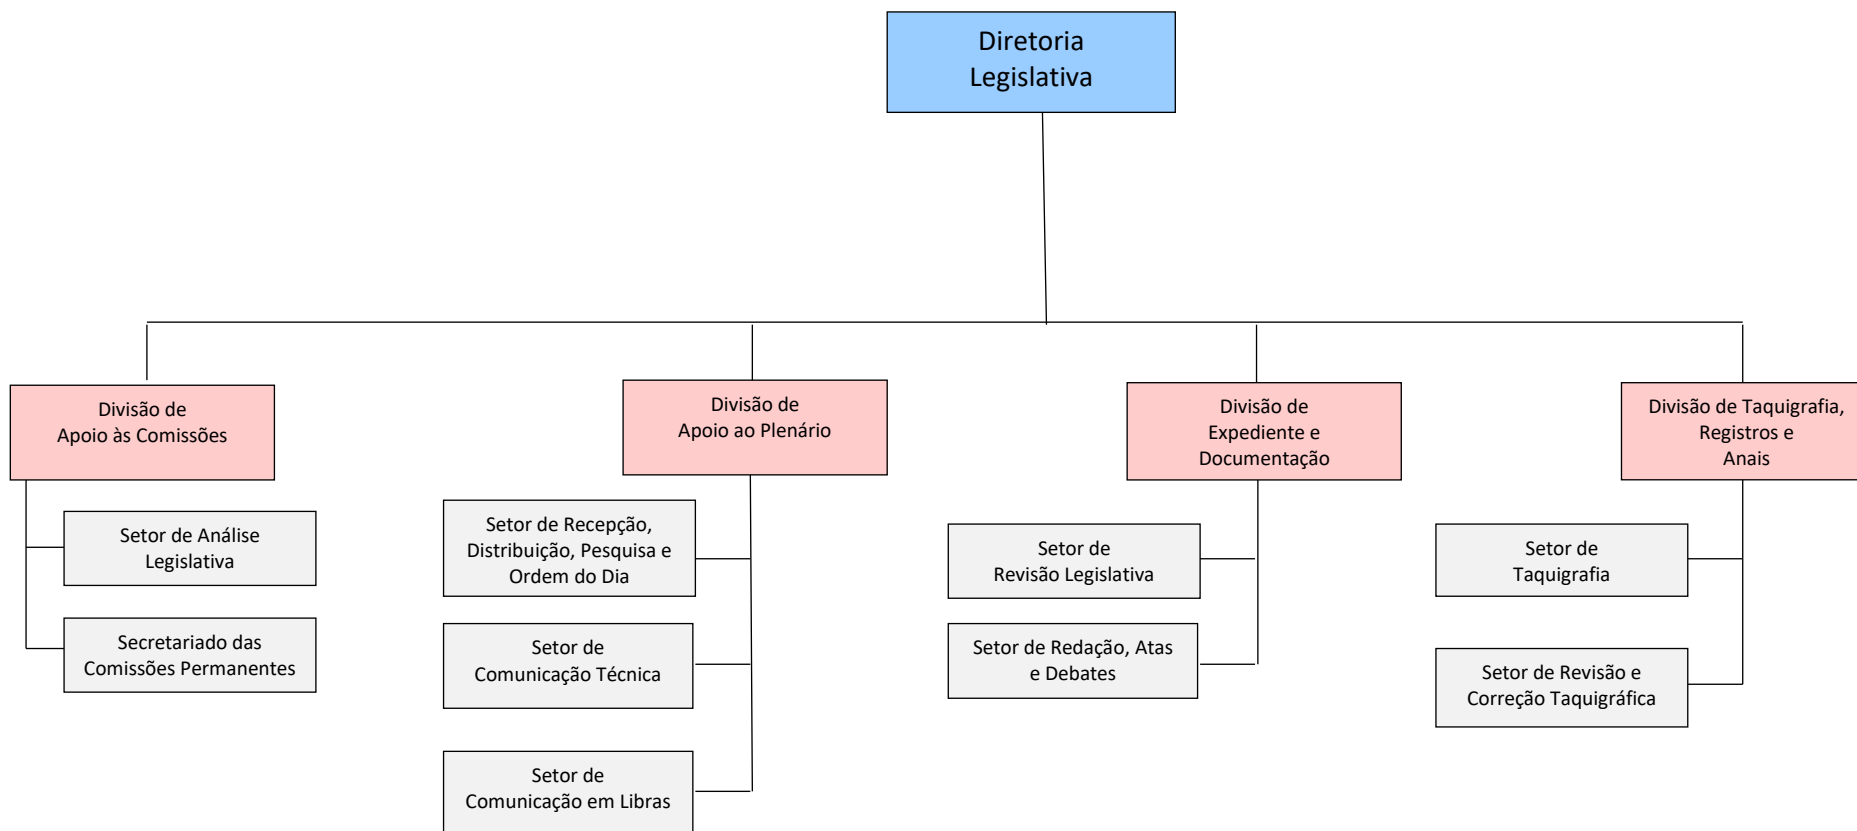 Diretoria
Legislativa
Divisão de
Apoio às Comissões
Divisão de
Apoio ao Plenário
Divisão de
Expediente e
Documentação
Divisão de Taquigrafia,
Registros e
Anais
Setor de Análise
Legislativa
Secretariado das
Comissões Permanentes
Setor de Recepção,
Distribuição, Pesquisa e
Ordem do Dia
Setor de
Comunicação Técnica
Setor de
Comunicação em Libras
Setor de
Revisão Legislativa
Setor de Redação, Atas
e Debates
Setor de
Taquigrafia
Setor de Revisão e
Correção Taquigráfica